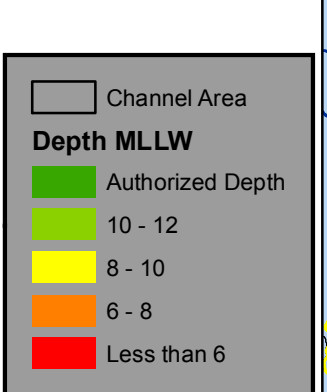 Channel Area
Depth MLLW
Authorized Depth
10 - 12
8 - 10
6 - 8
Less than 6